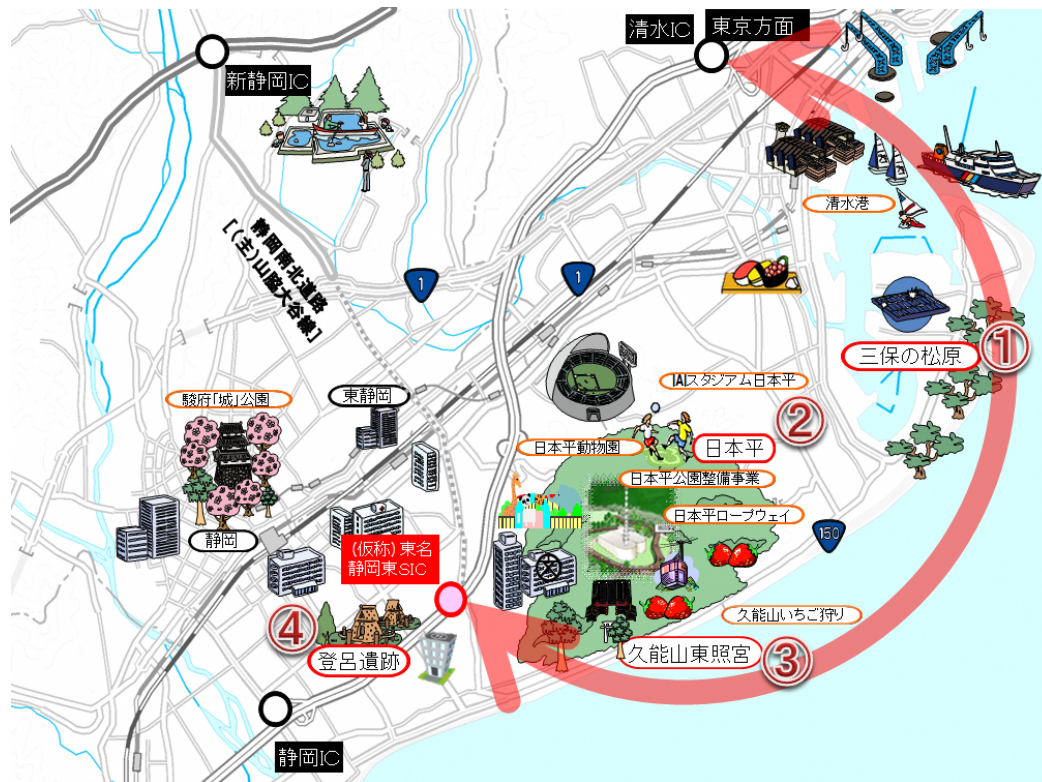 清水IC
東京方面
新静岡IC
清水港
静岡南北道路
[(主)山脇大谷線]
1
1
三保の松原
①
IAIスタジアム日本平
②
駿府「城」公園
東静岡
日本平動物園
日本平
日本平公園整備事業
日本平ロープウェイ
150
静岡
(仮称)東名
静岡東SIC
久能山いちご狩り
④
登呂遺跡
久能山東照宮
③
静岡IC